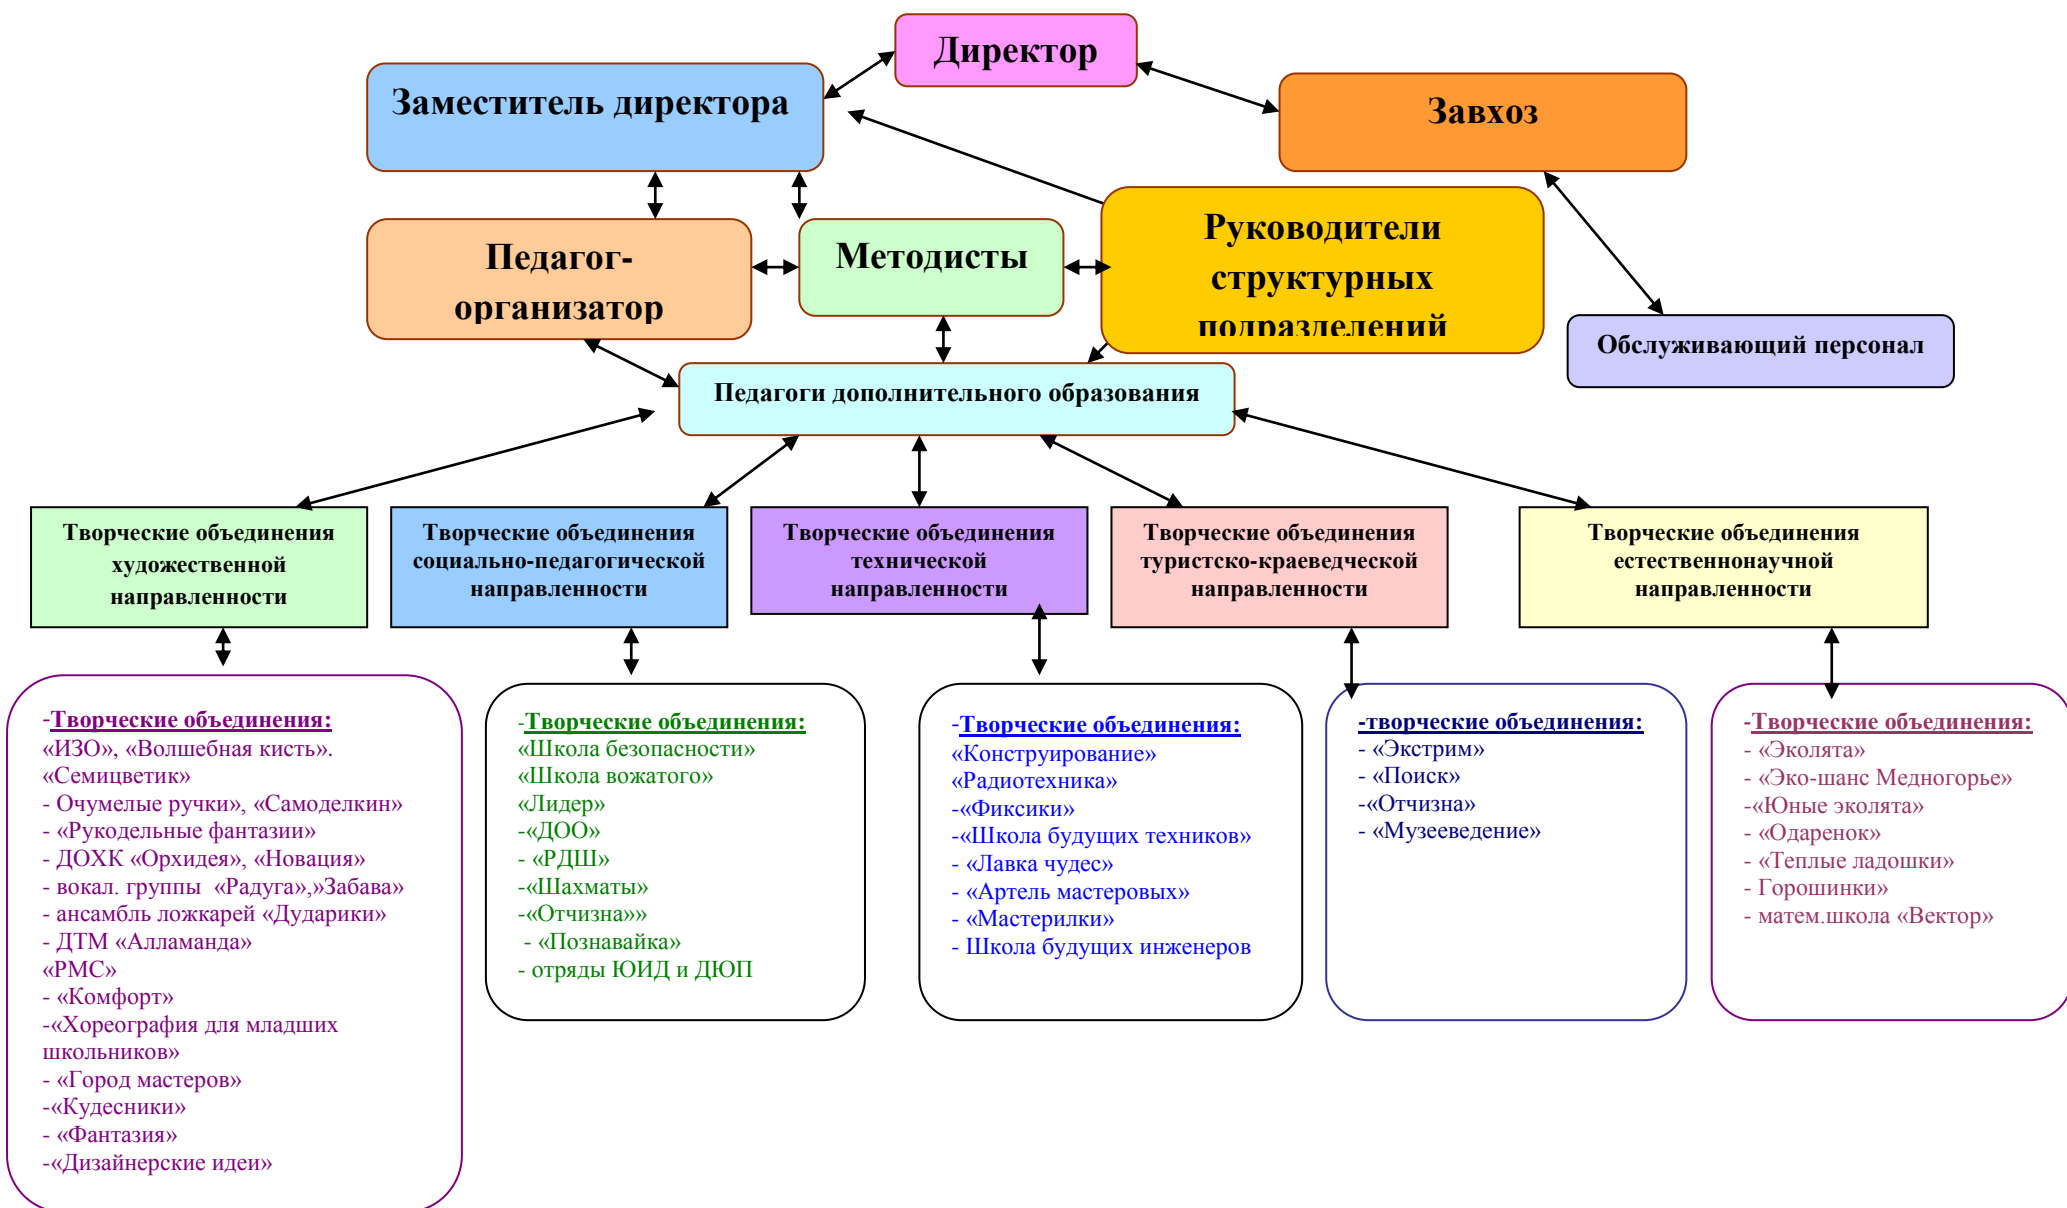 Директор
Заместитель директора
Завхоз
Педагог-
организатор
Методисты
Руководители
структурных
подразделений
Обслуживающий персонал
Педагоги дополнительного образования
Творческие объединения
художественной
направленности
Творческие объединения
социально-педагогической
направленности
Творческие объединения
технической
направленности
Творческие объединения
туристско-краеведческой
направленности
Творческие объединения
естественнонаучной
направленности
-Творческие объединения:
«ИЗО», «Волшебная кисть».
«Семицветик»
- Очумелые ручки», «Самоделкин»
- «Рукодельные фантазии»
- ДОХК «Орхидея», «Новация»
- вокал. группы «Радуга»,»Забава»
- ансамбль ложкарей «Дударики»
- ДТМ «Алламанда»
«РМС»
- «Комфорт»
-«Хореография для младших
школьников»
- «Город мастеров»
-«Кудесники»
- «Фантазия»
-«Дизайнерские идеи»
-Творческие объединения:
«Школа безопасности»
«Школа вожатого»
«Лидер»
-«ДОО»
- «РДШ»
-«Шахматы»
-«Отчизна»»
- «Познавайка»
- отряды ЮИД и ДЮП
-Творческие объединения:
«Конструирование»
«Радиотехника»
-«Фиксики»
-«Школа будущих техников»
- «Лавка чудес»
- «Артель мастеровых»
- «Мастерилки»
- Школа будущих инженеров
-творческие объединения:
- «Экстрим»
- «Поиск»
-«Отчизна»
- «Музееведение»
-Творческие объединения:
- «Эколята»
- «Эко-шанс Медногорье»
-«Юные эколята»
- «Одаренок»
- «Теплые ладошки»
- Горошинки»
- матем.школа «Вектор»